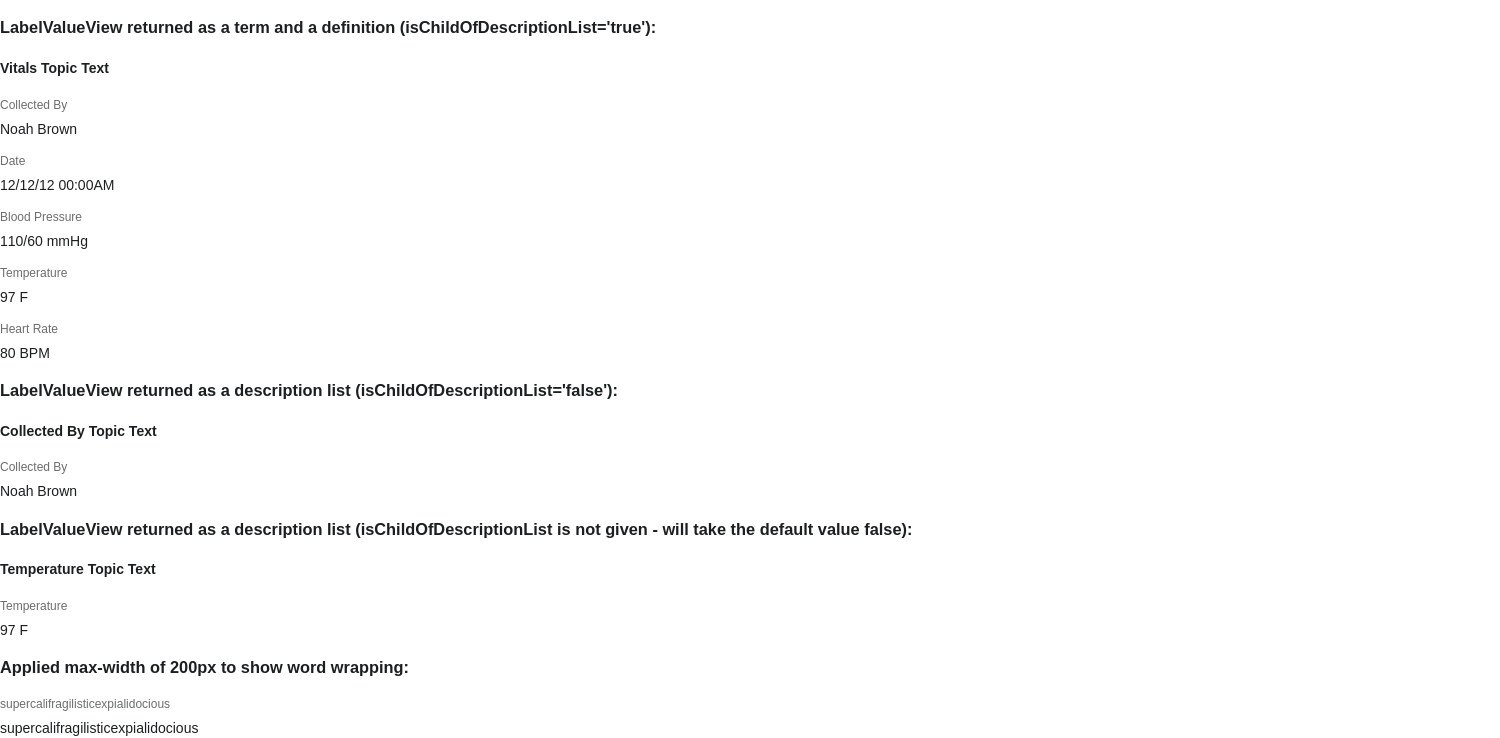 LabelValueView returned as a term and a definition (isChildOfDescriptionList='true'):
Vitals Topic Text
Collected By
Noah Brown
Date
12/12/12 00:00AM
Blood Pressure
110/60 mmHg
Temperature
97 F
Heart Rate
80 BPM
LabelValueView returned as a description list (isChildOfDescriptionList='false'):
Collected By Topic Text
Collected By
Noah Brown
LabelValueView returned as a description list (isChildOfDescriptionList is not given - will take the default value false):
Temperature Topic Text
Temperature
97 F
Applied max-width of 200px to show word wrapping:
supercalifragilisticexpialidocious
supercalifragilisticexpialidocious